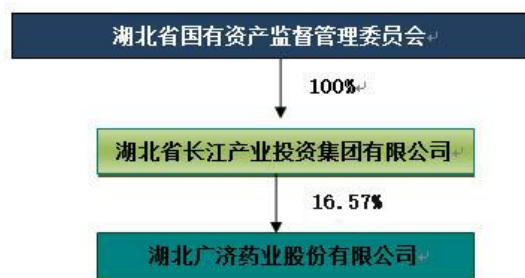 湖北省国有资产监督管理委员会
100%
湖北省长江产业投资集团有限公司
16.57%
湖北广济药业股份有限公司